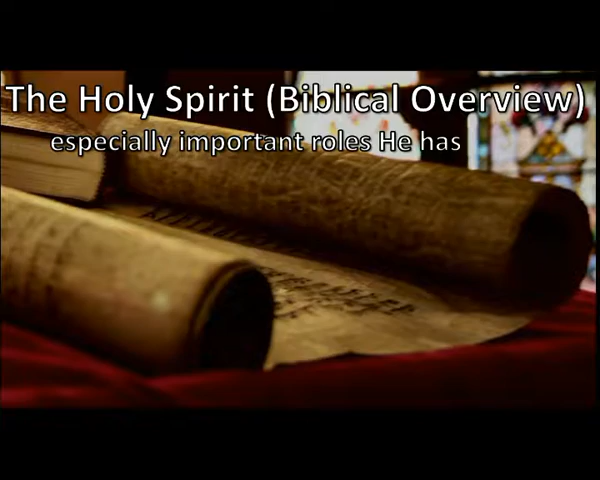 The Holy Spirit (Biblical Overview)
especially important roles He has